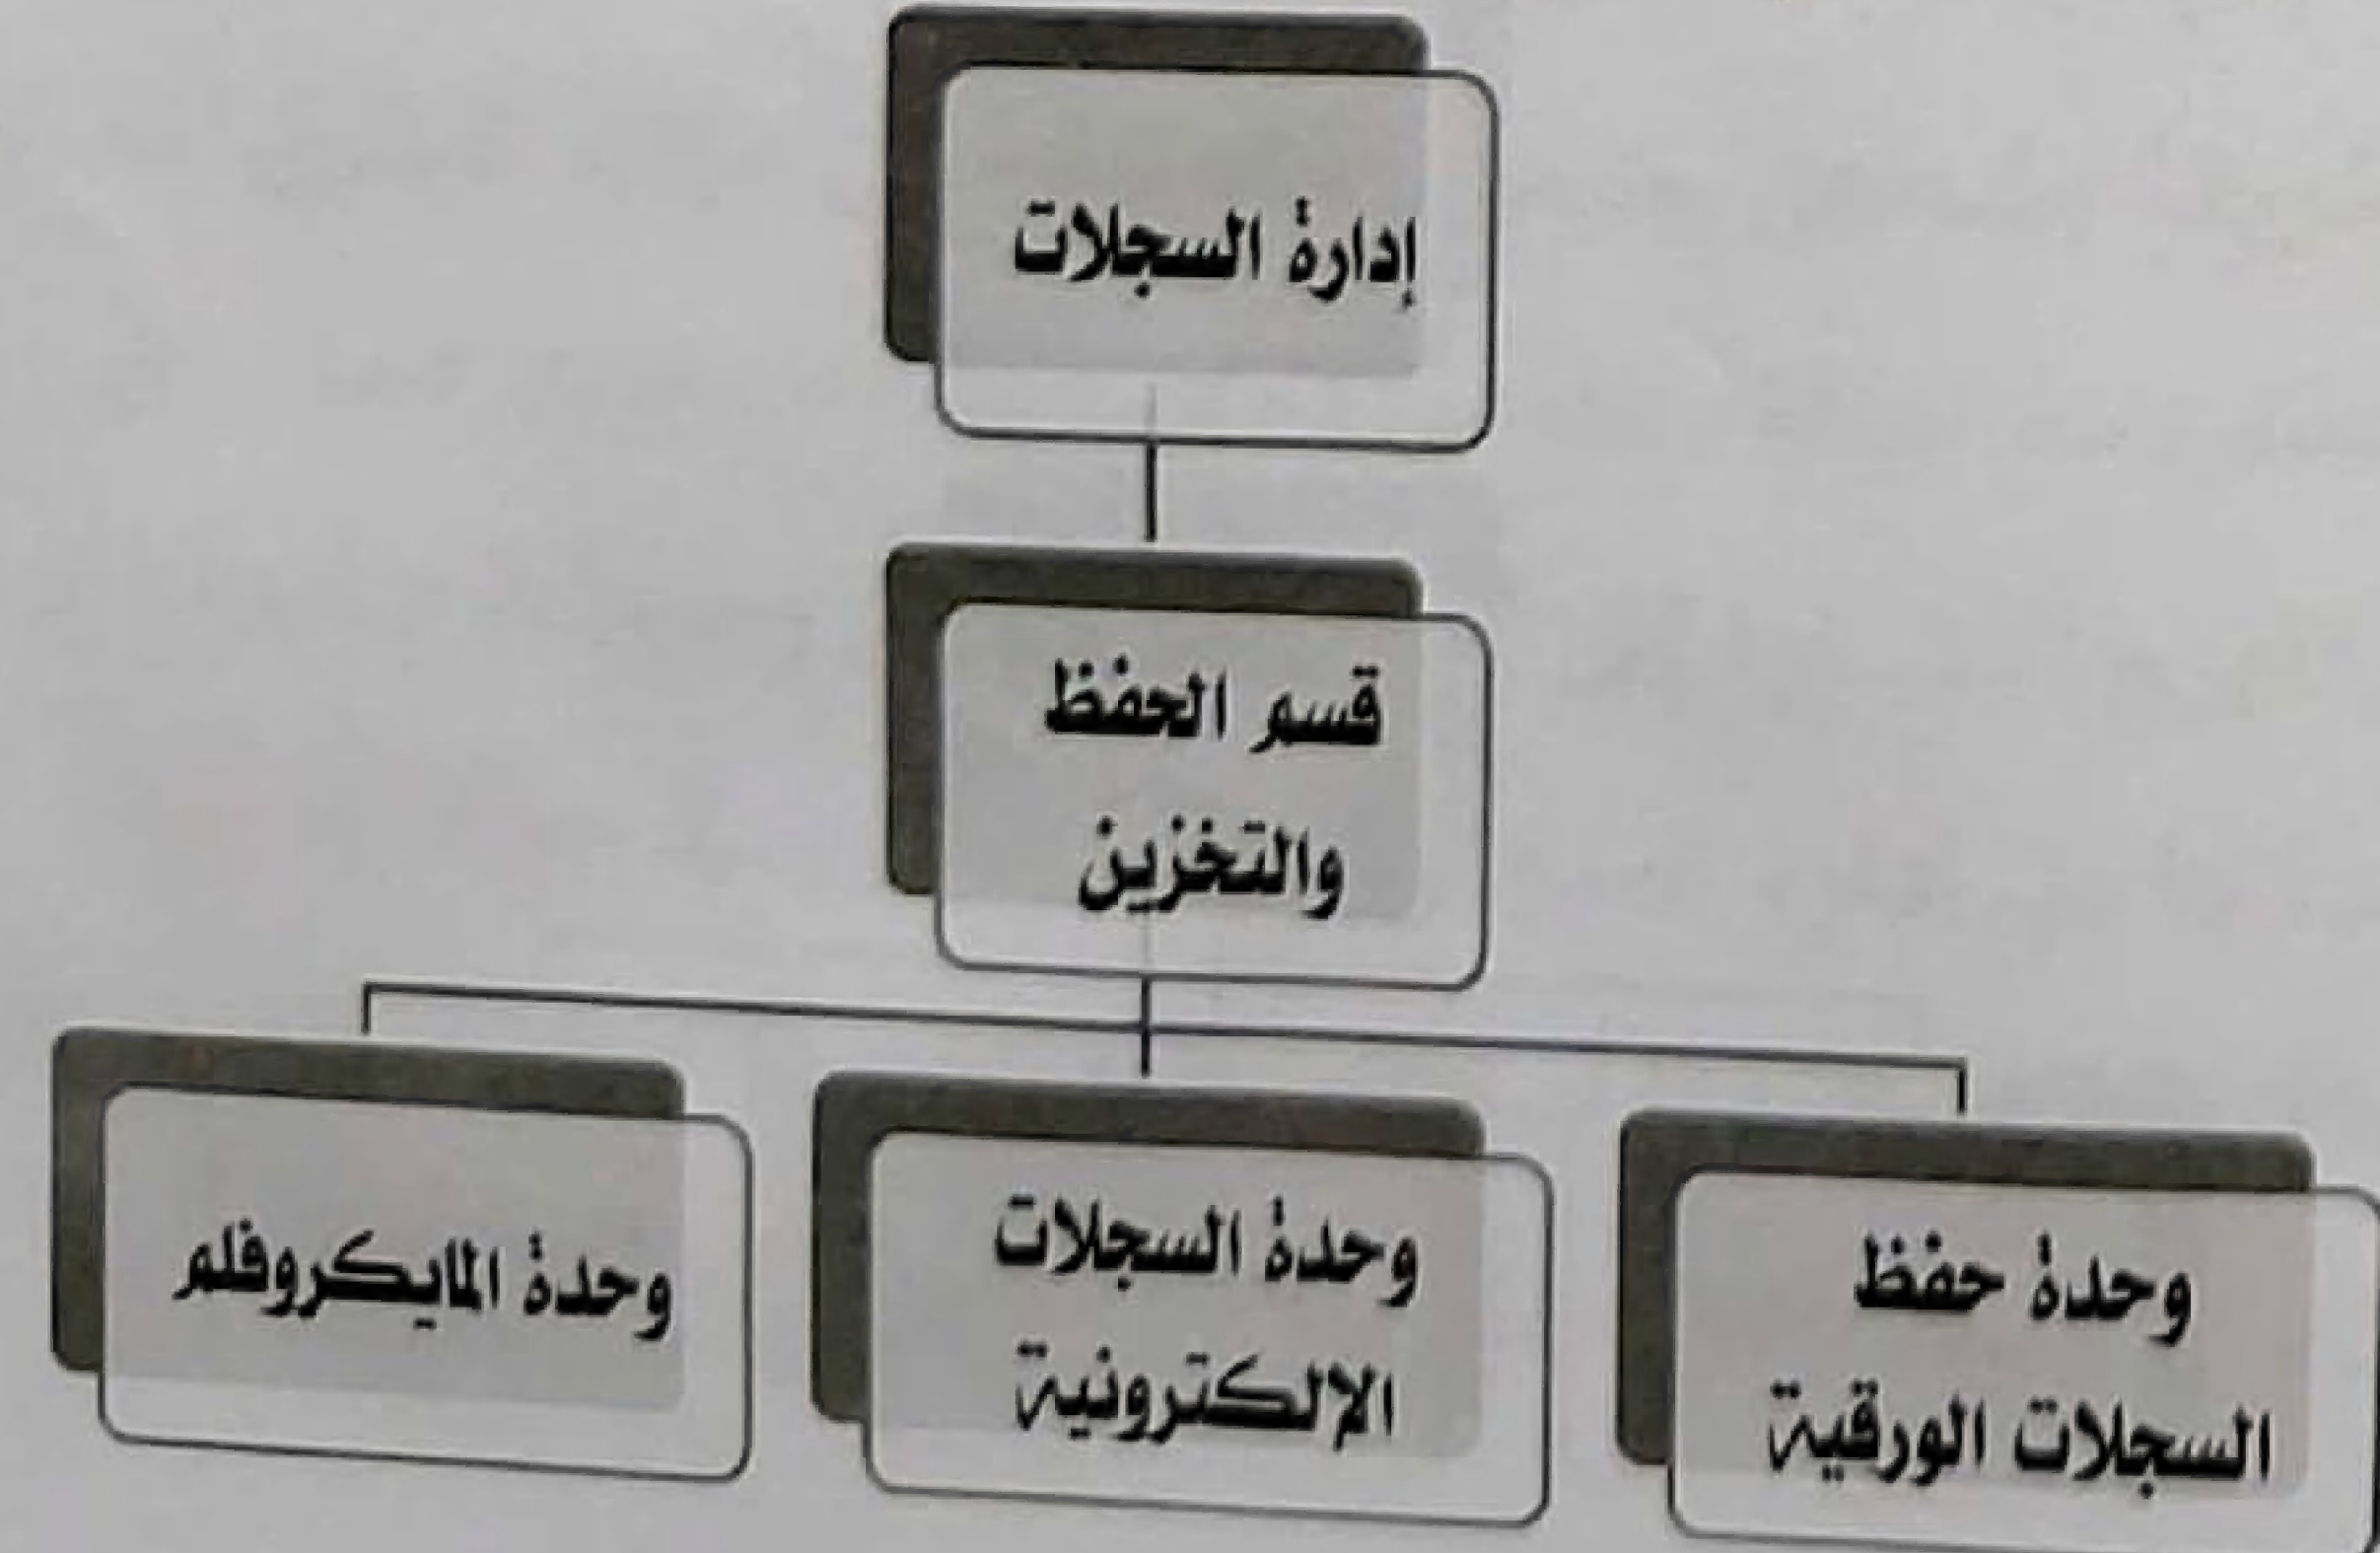 إدارة السجلات
قسم الحفظ
والتخزين
وحدة حفظ
السجلات الورقية
وحدة السجلات
الإلكترونية
وحدة المايكروفلم